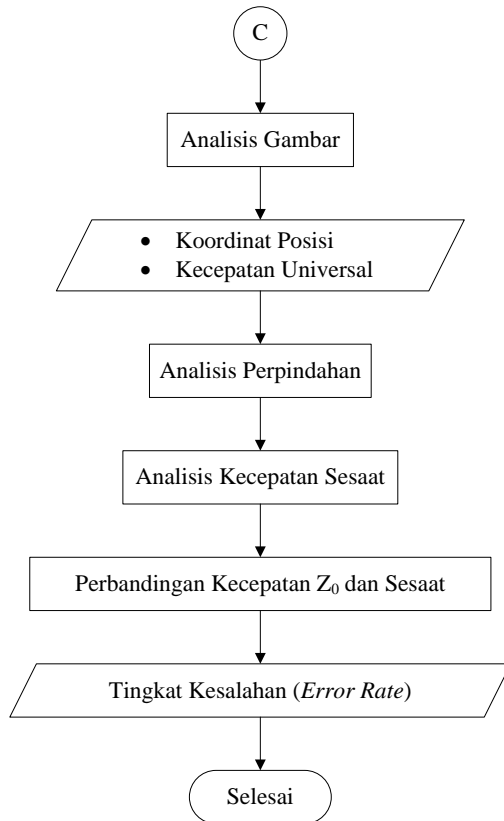 C
Analisis Gambar
• Koordinat Posisi
• Kecepatan Universal
Analisis Perpindahan
Analisis Kecepatan Sesaat
Perbandingan Kecepatan Z₀ dan Sesaat
Tingkat Kesalahan (Error Rate)
Selesai